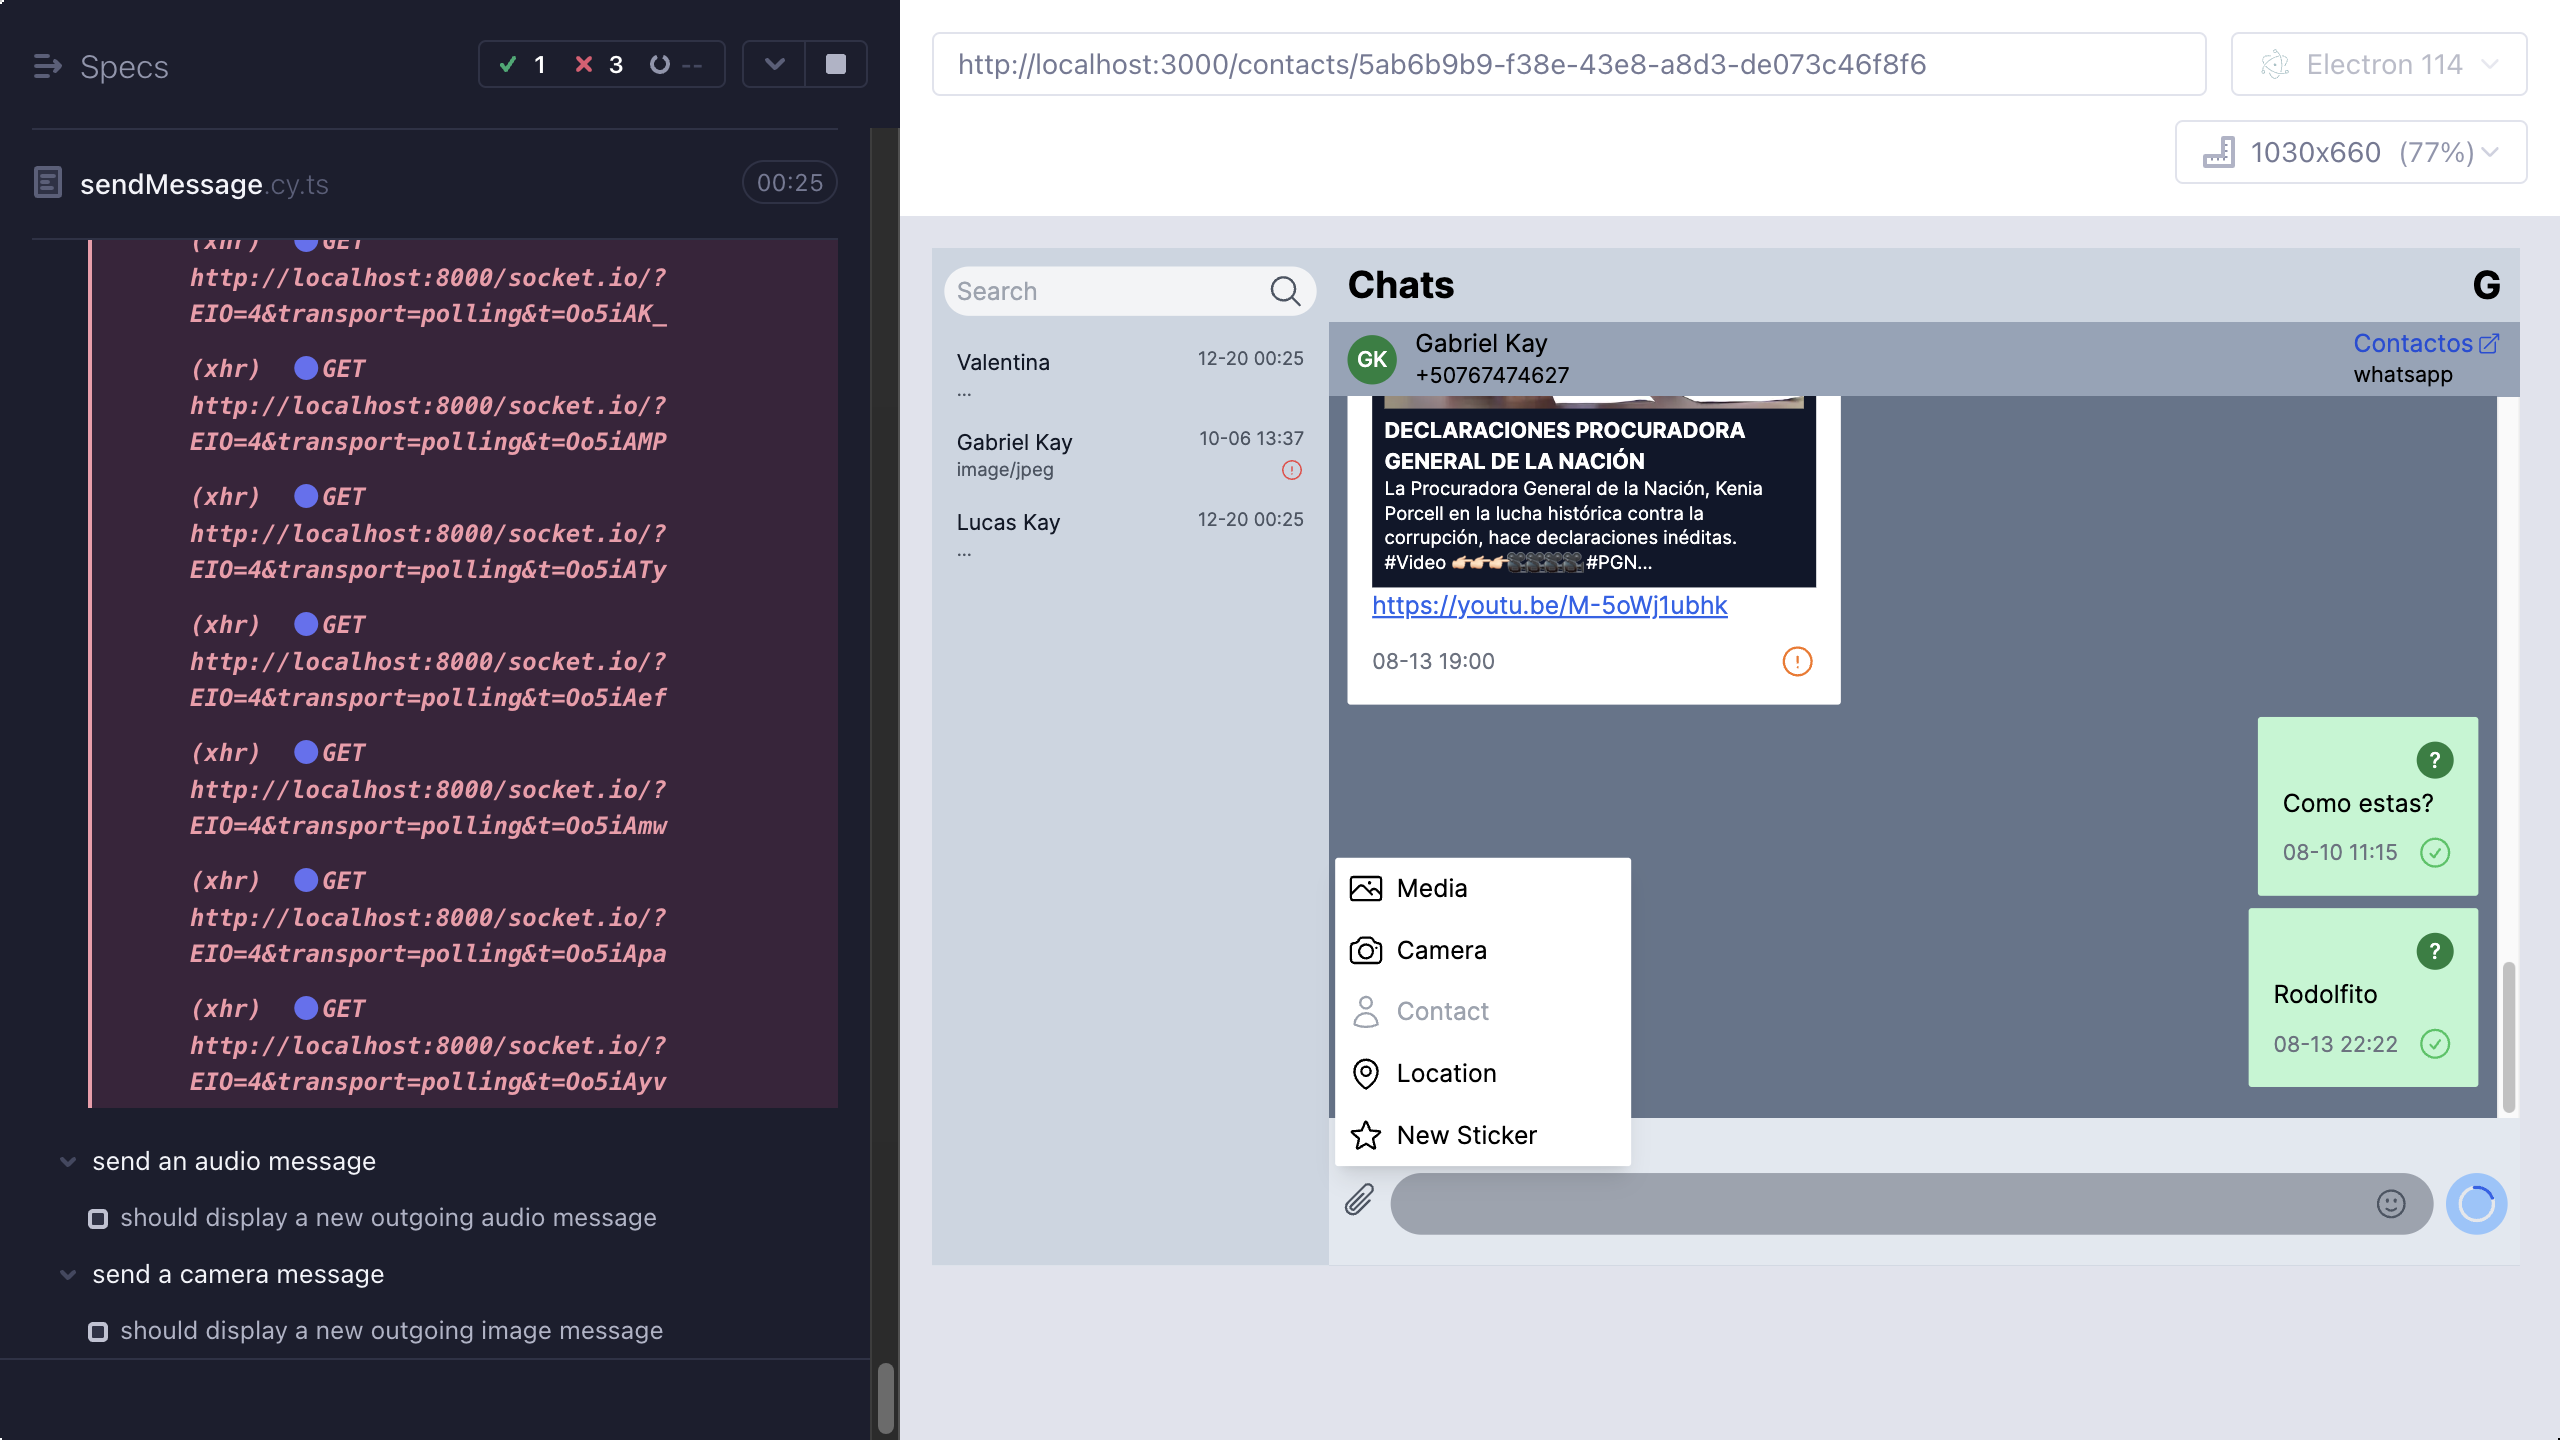 Specs
1
3
--
sendMessage.cy.ts
00:25
(xhr) GET
http://localhost:8000/socket.io/?
EIO=4&transport=polling&t=Oo5iAK_
(xhr) GET
http://localhost:8000/socket.io/?
EIO=4&transport=polling&t=Oo5iAMP
(xhr) GET
http://localhost:8000/socket.io/?
EIO=4&transport=polling&t=Oo5iATy
(xhr) GET
http://localhost:8000/socket.io/?
EIO=4&transport=polling&t=Oo5iAef
(xhr) GET
http://localhost:8000/socket.io/?
EIO=4&transport=polling&t=Oo5iAmw
(xhr) GET
http://localhost:8000/socket.io/?
EIO=4&transport=polling&t=Oo5iApa
(xhr) GET
http://localhost:8000/socket.io/?
EIO=4&transport=polling&t=Oo5iAyv
send an audio message
should display a new outgoing audio message
send a camera message
should display a new outgoing image message
http://localhost:3000/contacts/5ab6b9b9-f38e-43e8-a8d3-de073c46f8f6
Electron 114
1030x660 (77%)
Search
Valentina 12-20 00:25
...
Gabriel Kay 10-06 13:37
image/jpeg
Lucas Kay 12-20 00:25
...
Chats
G
GK
Gabriel Kay
+50767474627
Contactos
whatsapp
DECLARACIONES PROCURADORA
GENERAL DE LA NACIÓN
La Procuradora General de la Nación, Kenia
Porcell en la lucha histórica contra la
corrupción, hace declaraciones inéditas.
#Video 👉🏻👉🏻👉🏻🎥🎥🎥🎥#PGN...
https://youtu.be/M-5oWj1ubhk
08-13 19:00
?
Como estas?
08-10 11:15
?
Rodolfito
08-13 22:22
Media
Camera
Contact
Location
New Sticker